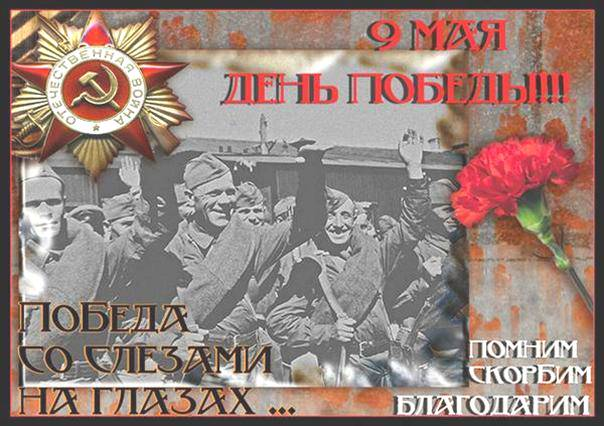 9 МАЯ
ДЕНЬ ПОБЕДЫ!!!!
ОТЕЧЕСТВЕННАЯ ВОЙНА
ПОБЕДА
СО СЛЕЗАМИ
НА ГЛАЗАХ ...
ПОМНИМ
СКОРБИМ
БЛАГОДАРИМ